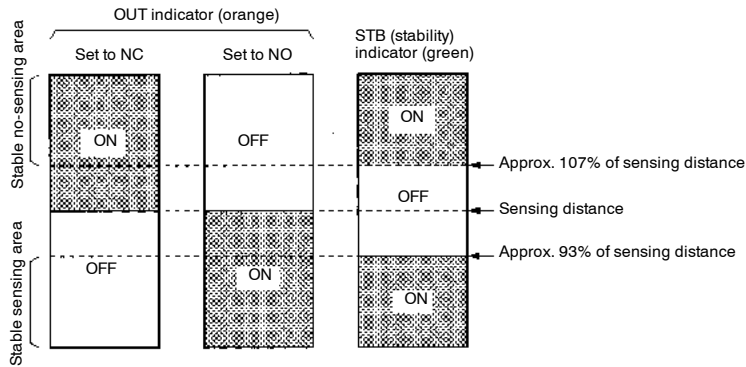 OUT indicator (orange)
STB (stability)
indicator (green)
Set to NC
Set to NO
Stable no-sensing area
ON
OFF
ON
Approx. 107% of sensing distance
OFF
Sensing distance
Stable sensing area
OFF
ON
Approx. 93% of sensing distance
ON